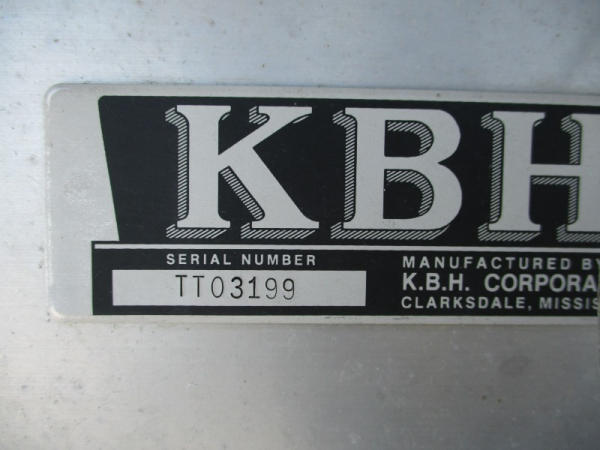 KBH
SERIAL NUMBER
TT03199
MANUFACTURED BY
K.B.H. CORPORA
CLARKSDALE, MISSIS